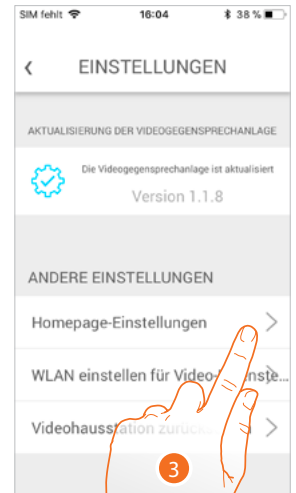 SIM fehlt 16:04 38 %
EINSTELLUNGEN
AKTUALISIERUNG DER VIDEOGEGENSPRECHANLAGE
Die Videogegensprechanlage ist aktualisiert
Version 1.1.8
ANDERE EINSTELLUNGEN
Homepage-Einstellungen
WLAN einstellen für Video-
Videohausstation
3